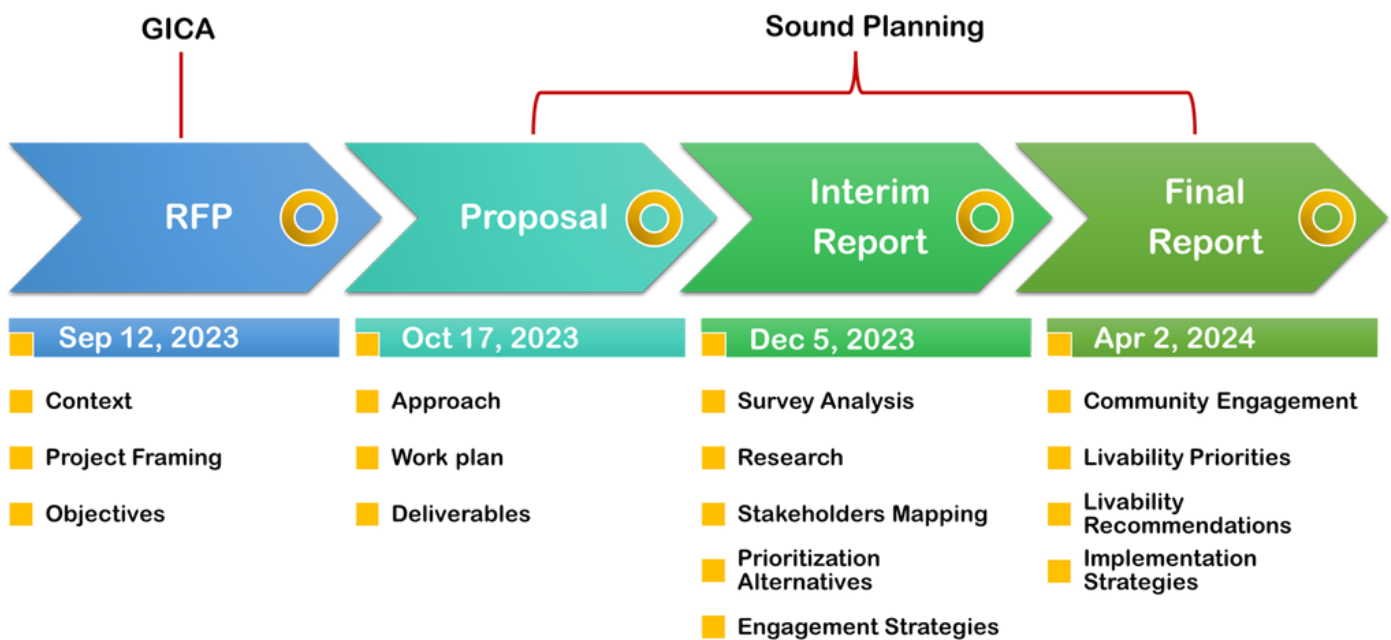 GICA
Sound Planning
RFP
Proposal
Interim
Report
Final
Report
Sep 12, 2023
Context
Project Framing
Objectives
Oct 17, 2023
Approach
Work plan
Deliverables
Dec 5, 2023
Survey Analysis
Research
Stakeholders Mapping
Prioritization
Alternatives
Engagement Strategies
Apr 2, 2024
Community Engagement
Livability Priorities
Livability
Recommendations
Implementation
Strategies